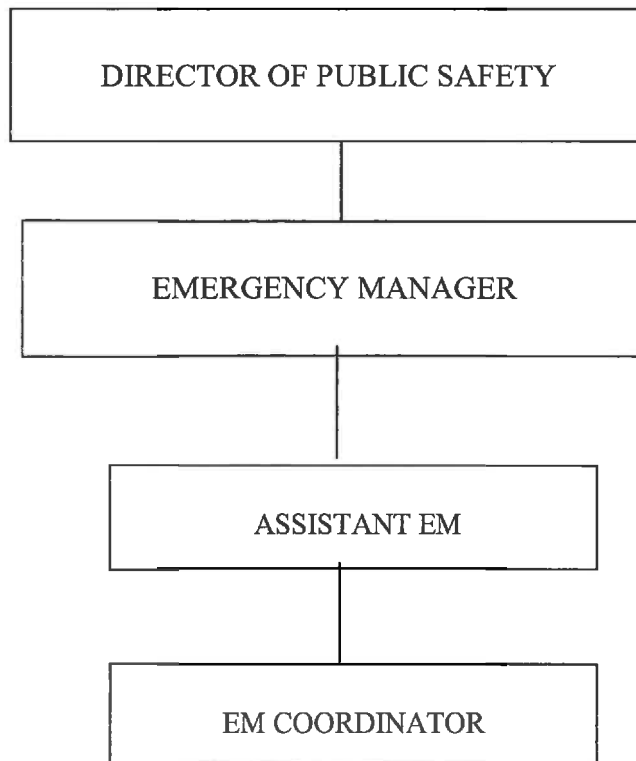 DIRECTOR OF PUBLIC SAFETY
EMERGENCY MANAGER
ASSISTANT EM
EM COORDINATOR